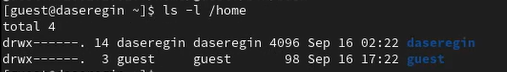 [guest@daseregin ~]$ ls -l /home
total 4
drwx------. 14 daseregin daseregin 4096 Sep 16 02:22 daseregin
drwx------.  3 guest     guest       98 Sep 16 17:22 guest